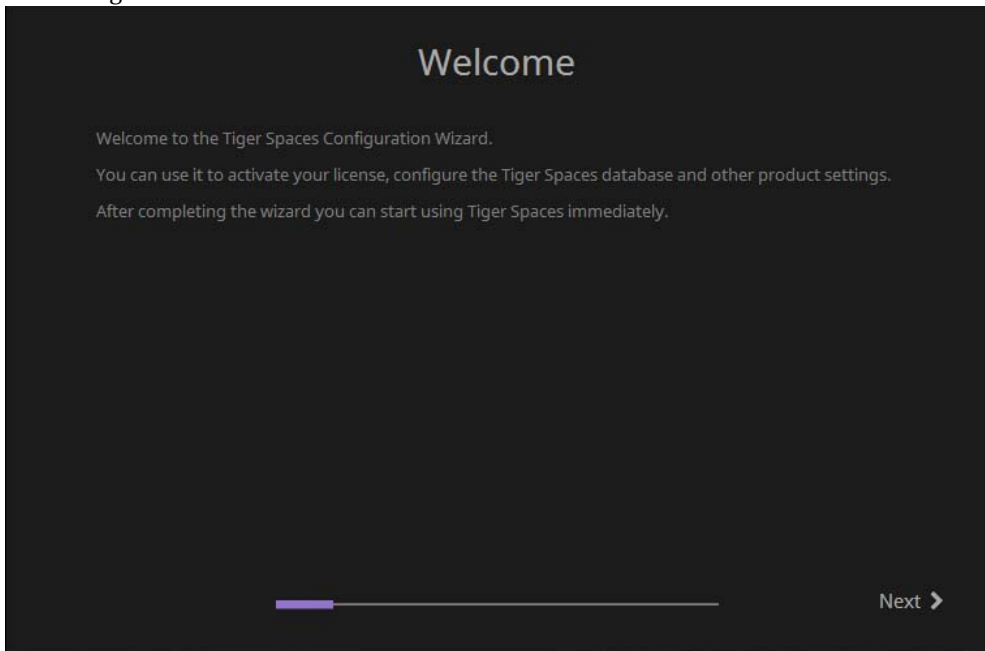 Welcome
Welcome to the Tiger Spaces Configuration Wizard.
You can use it to activate your license, configure the Tiger Spaces database and other product settings.
After completing the wizard you can start using Tiger Spaces immediately.
Next